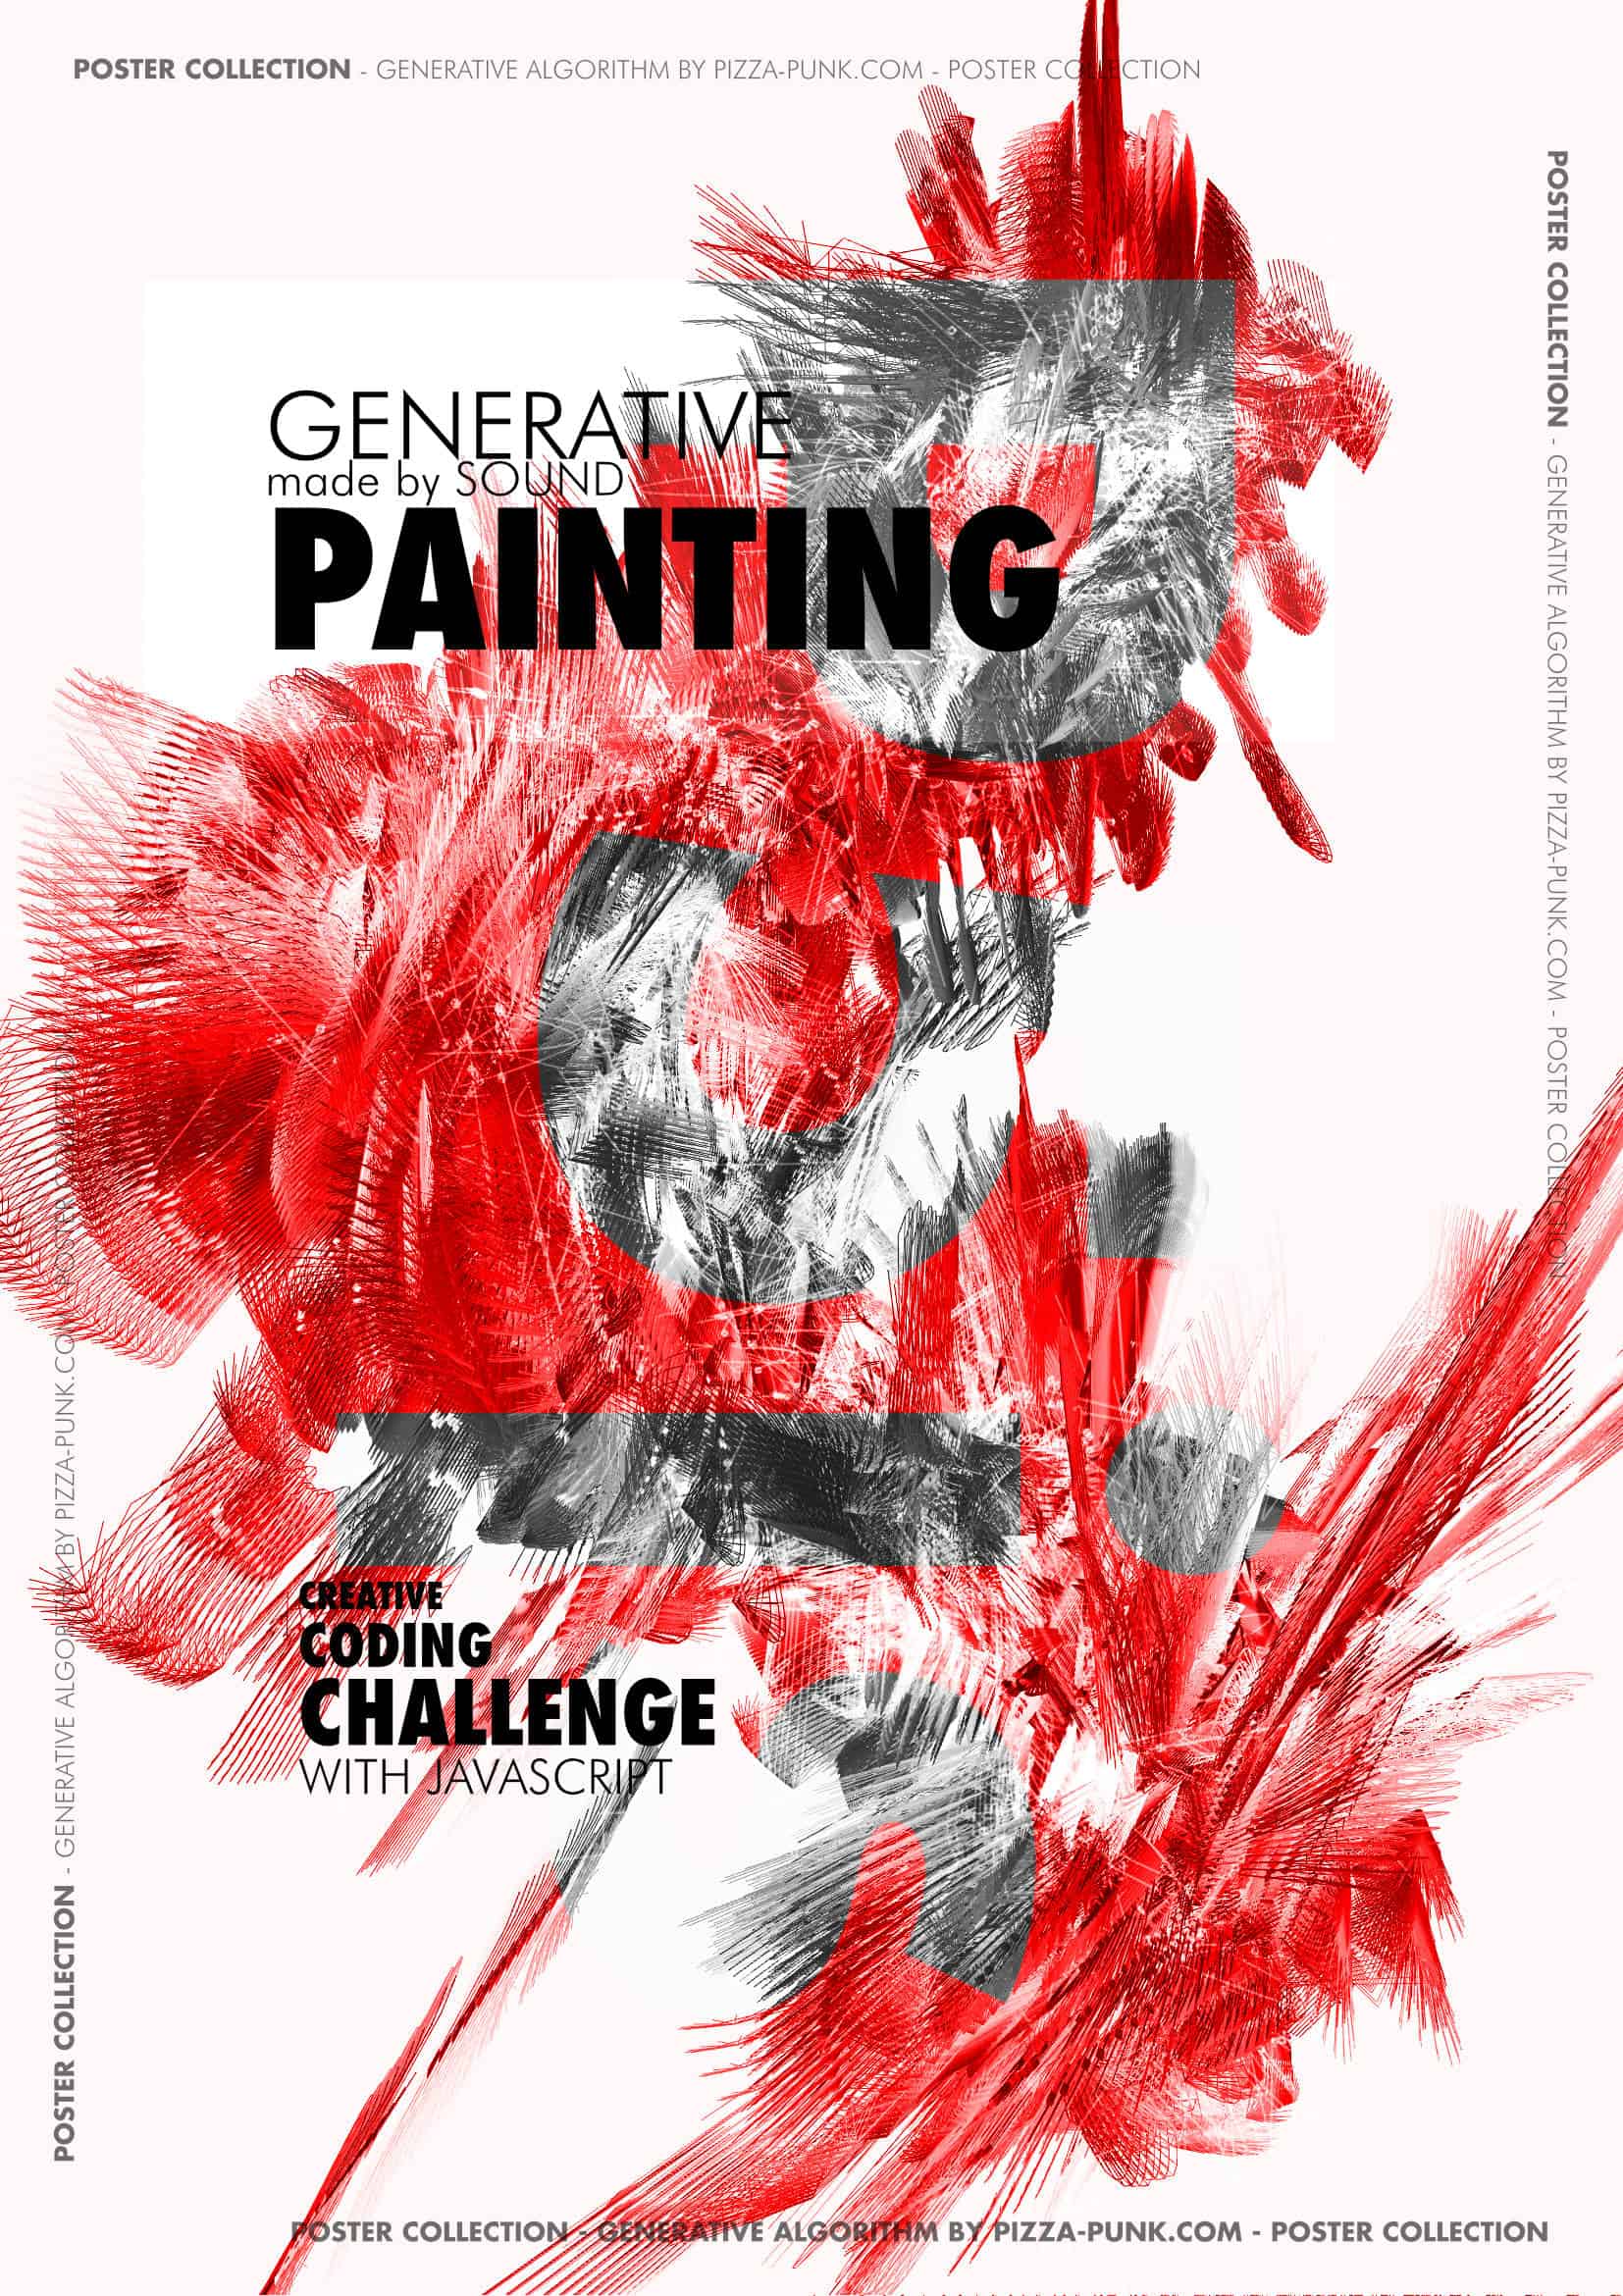 POSTER COLLECTION - GENERATIVE ALGORITHM BY PIZZA-PUNK.COM - POSTER COLLECTION
POSTER COLLECTION - GENERATIVE ALGORITHM BY PIZZA-PUNK.COM - POSTER COLLECTION
GENERATIVE
made by SOUND
PAINTING
CREATIVE
CODING
CHALLENGE
WITH JAVASCRIPT
POSTER COLLECTION - GENERATIVE ALGORITHM BY PIZZA-PUNK.COM - POSTER COLLECTION
POSTER COLLECTION - GENERATIVE ALGORITHM BY PIZZA-PUNK.COM - POSTER COLLECTION